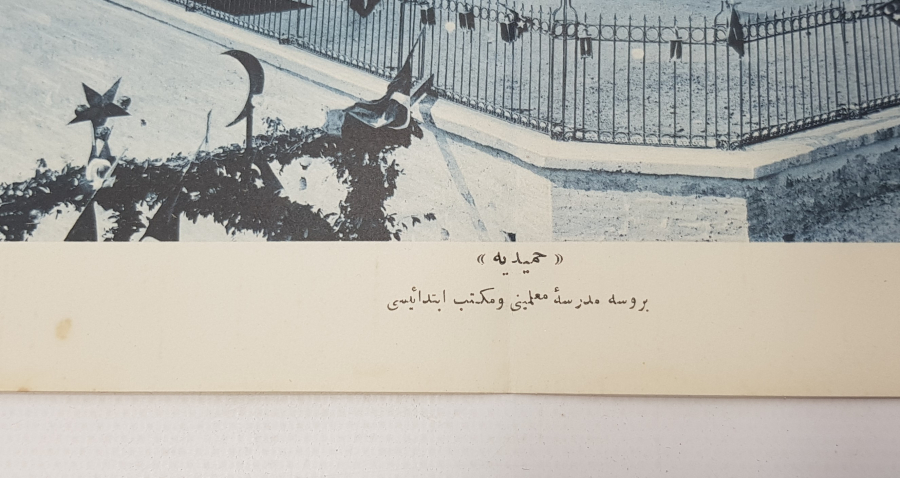 « حمیدیه »
بروسه مدرسهٔ معلمینی ومکتب ابتدائیسی